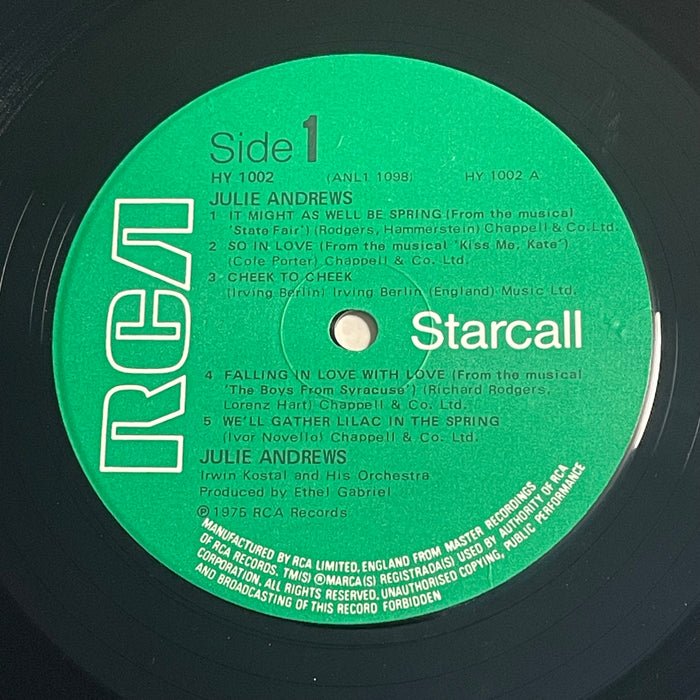 Side 1
HY 1002 (ANL1 1098) HY 1002 A
JULIE ANDREWS
1 IT MIGHT AS WELL BE SPRING (From the musical
'State Fair') (Rodgers, Hammerstein) Chappell & Co. Ltd.
2 SO IN LOVE (From the musical 'Kiss Me, Kate')
(Cole Porter) Chappell & Co. Ltd.
3 CHEEK TO CHEEK
(Irving Berlin) Irving Berlin (England) Music Ltd.
RCA
Starcall
4 FALLING IN LOVE WITH LOVE (From the musical
'The Boys From Syracuse') (Richard Rodgers,
Lorenz Hart) Chappell & Co. Ltd.
5 WE'LL GATHER LILAC IN THE SPRING
(Ivor Novello) Chappell & Co. Ltd.
JULIE ANDREWS
Irwin Kostal and His Orchestra
Produced by Ethel Gabriel
℗ 1975 RCA Records
MANUFACTURED BY RCA LIMITED, ENGLAND FROM MASTER RECORDINGS
OF RCA RECORDS. TM(S) ® MARCA(S) REGISTRADA(S) USED BY AUTHORITY OF RCA
CORPORATION. ALL RIGHTS RESERVED. UNAUTHORISED COPYING, PUBLIC PERFORMANCE
AND BROADCASTING OF THIS RECORD FORBIDDEN